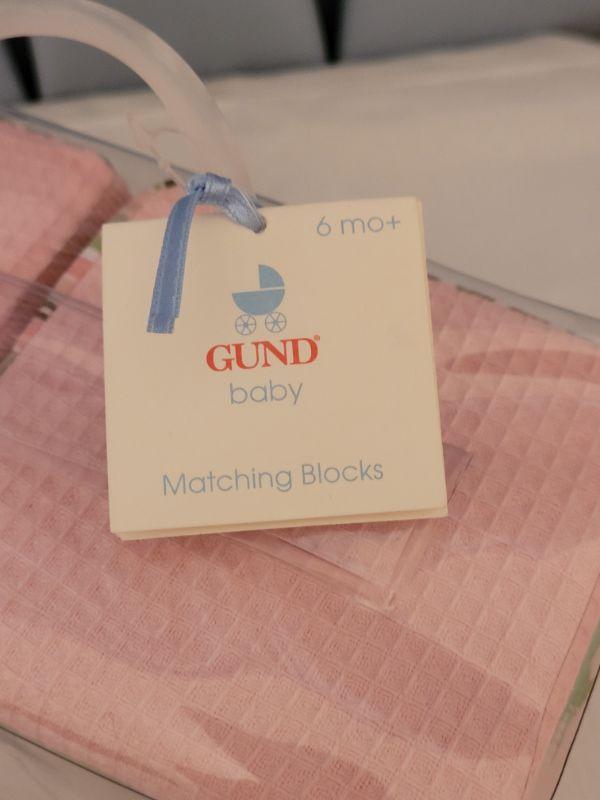 6 mo+
GUND®
baby
Matching Blocks